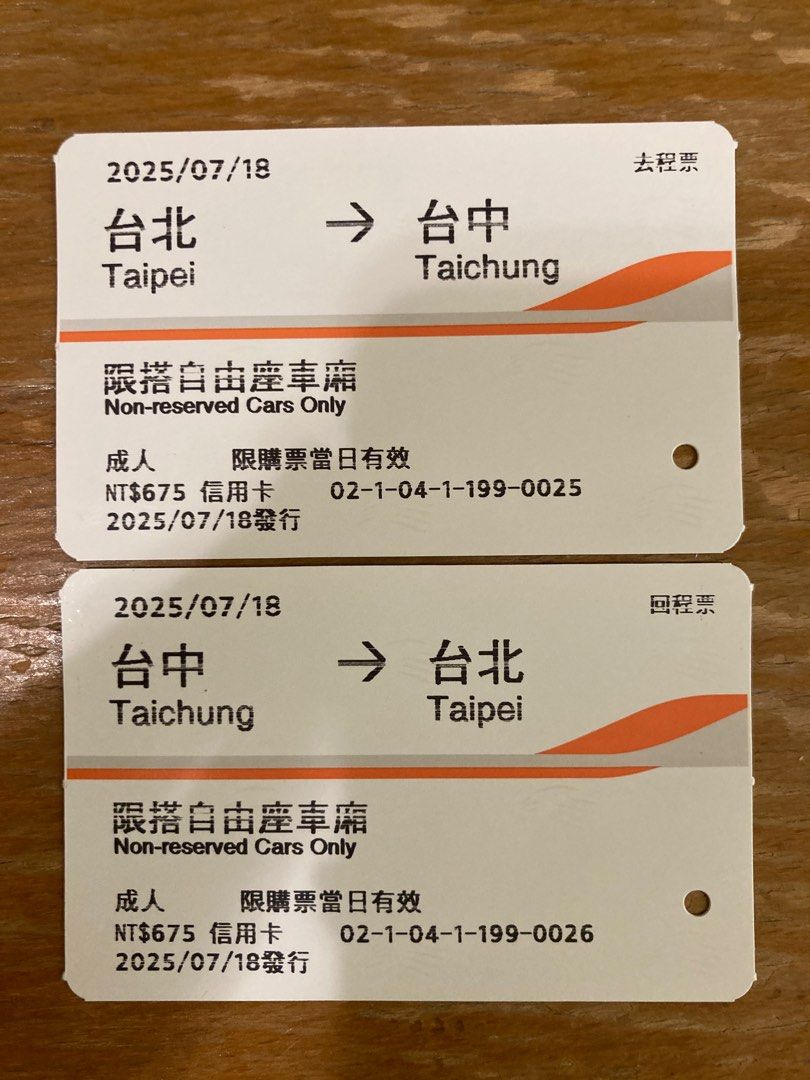 2025/07/18 去程票
台北 → 台中
Taipei Taichung
限搭自由座車廂
Non-reserved Cars Only
成人 限購票當日有效
NT$675 信用卡 02-1-04-1-199-0025
2025/07/18發行
2025/07/18 回程票
台中 → 台北
Taichung Taipei
限搭自由座車廂
Non-reserved Cars Only
成人 限購票當日有效
NT$675 信用卡 02-1-04-1-199-0026
2025/07/18發行